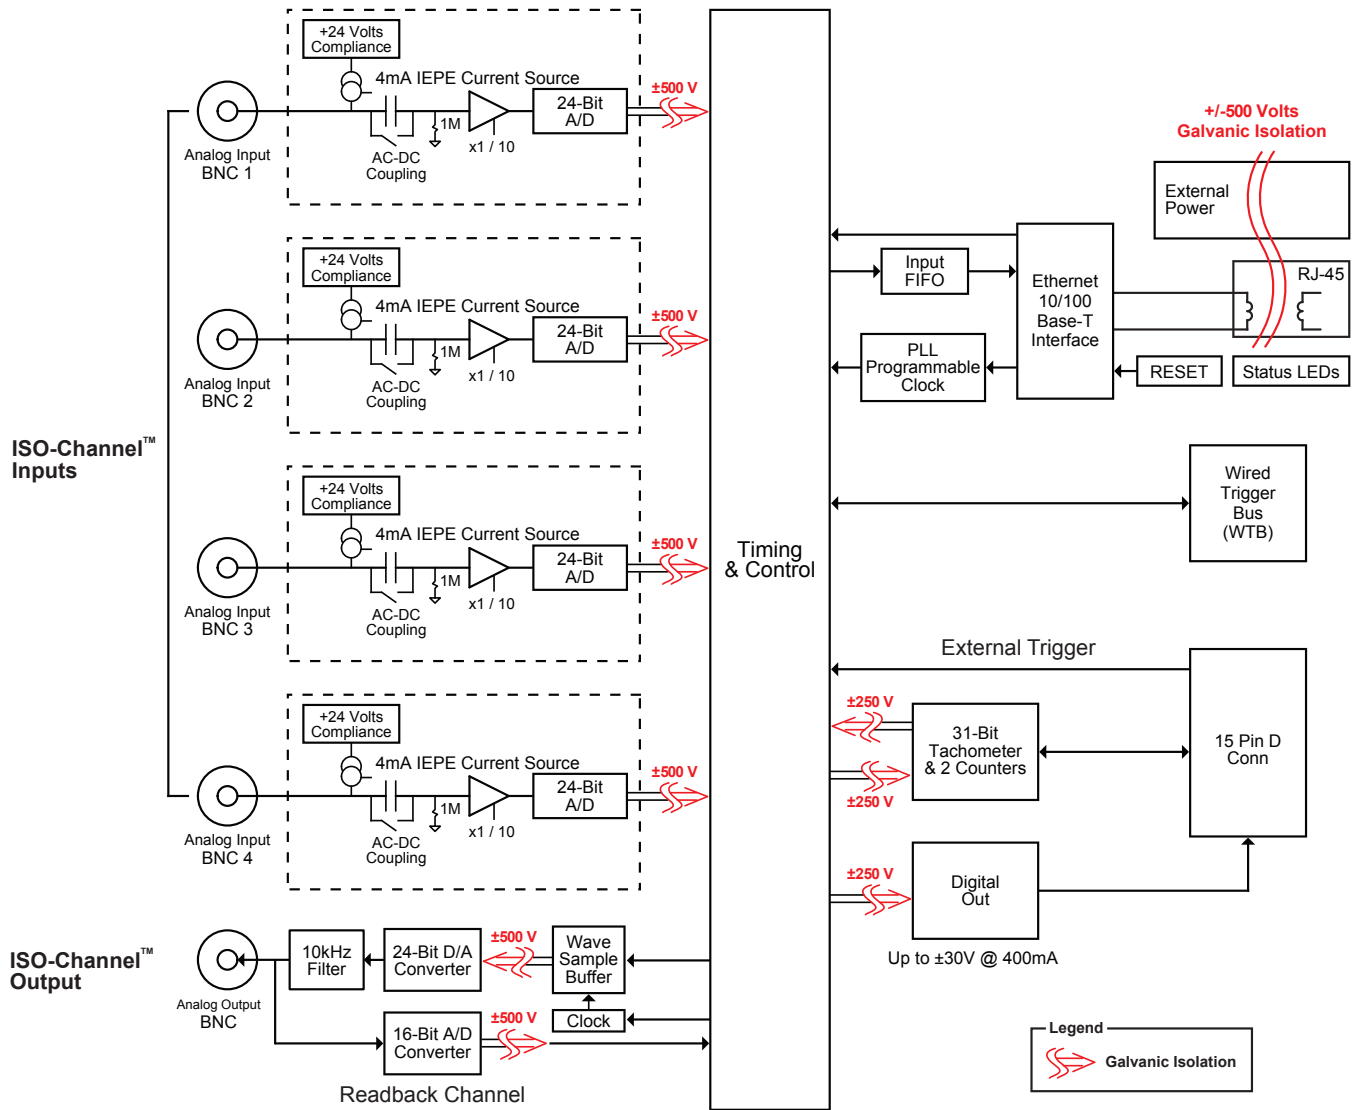 +24 Volts
Compliance
4mA IEPE Current Source
±500 V
24-Bit
A/D
1M
x1 / 10
AC-DC
Coupling
Analog Input
BNC 1
+24 Volts
Compliance
4mA IEPE Current Source
±500 V
24-Bit
A/D
1M
x1 / 10
AC-DC
Coupling
Analog Input
BNC 2
ISO-Channel™
Inputs
+24 Volts
Compliance
4mA IEPE Current Source
±500 V
24-Bit
A/D
1M
x1 / 10
AC-DC
Coupling
Analog Input
BNC 3
+24 Volts
Compliance
4mA IEPE Current Source
±500 V
24-Bit
A/D
1M
x1 / 10
AC-DC
Coupling
Analog Input
BNC 4
ISO-Channel™
Output
Analog Output
BNC
10kHz
Filter
24-Bit D/A
Converter
±500 V
Wave
Sample
Buffer
Clock
16-Bit A/D
Converter
±500 V
Readback Channel
Timing
& Control
+/-500 Volts
Galvanic Isolation
External
Power
RJ-45
Input
FIFO
Ethernet
10/100
Base-T
Interface
PLL
Programmable
Clock
RESET
Status LEDs
Wired
Trigger
Bus
(WTB)
External Trigger
±250 V
31-Bit
Tachometer
& 2 Counters
±250 V
15 Pin D
Conn
±250 V
Digital
Out
Up to ±30V @ 400mA
Legend
Galvanic Isolation